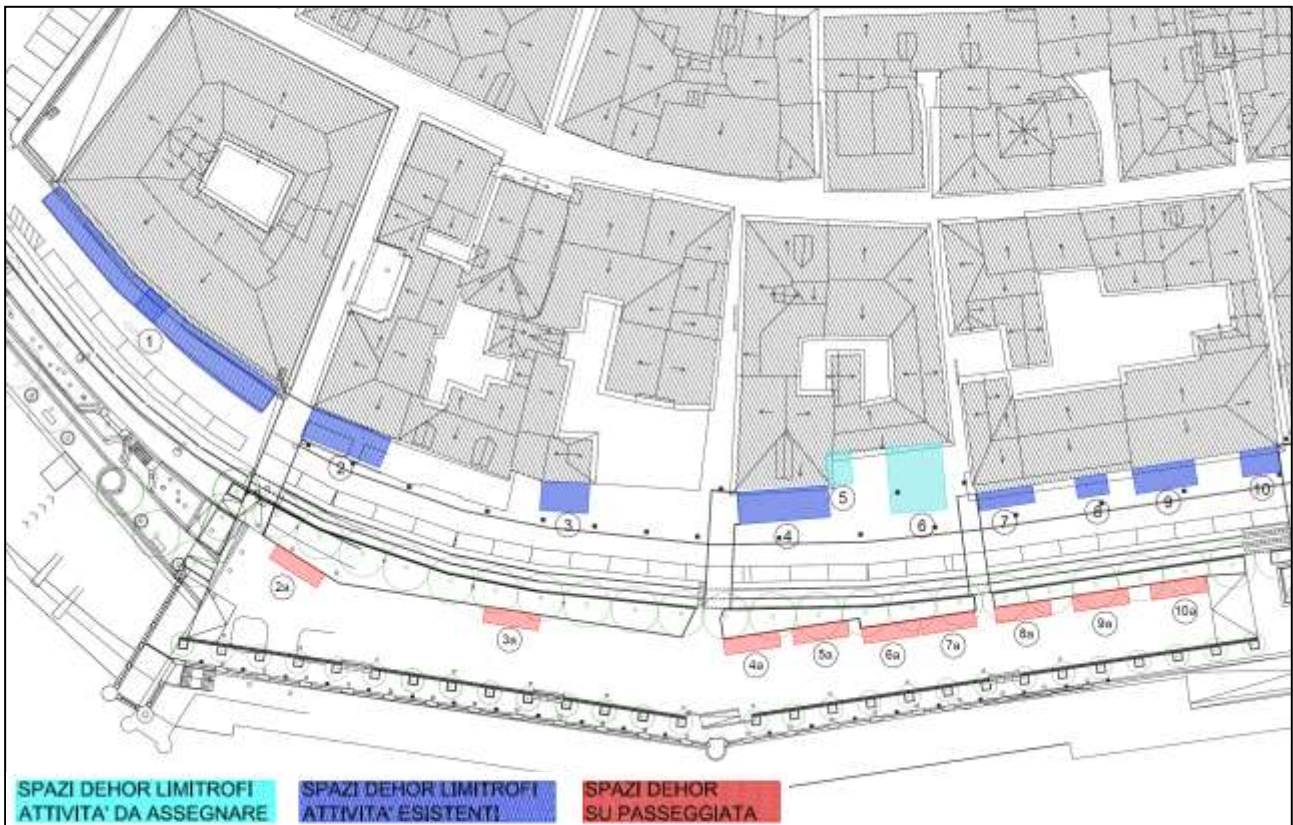 1
2
3
4
5
6
7
8
9
10
2a
3a
4a
5a
6a
7a
8a
9a
10a
SPAZI DEHOR LIMITROFI
ATTIVITA' DA ASSEGNARE
SPAZI DEHOR LIMITROFI
ATTIVITA' ESISTENTI
SPAZI DEHOR
SU PASSEGGIATA